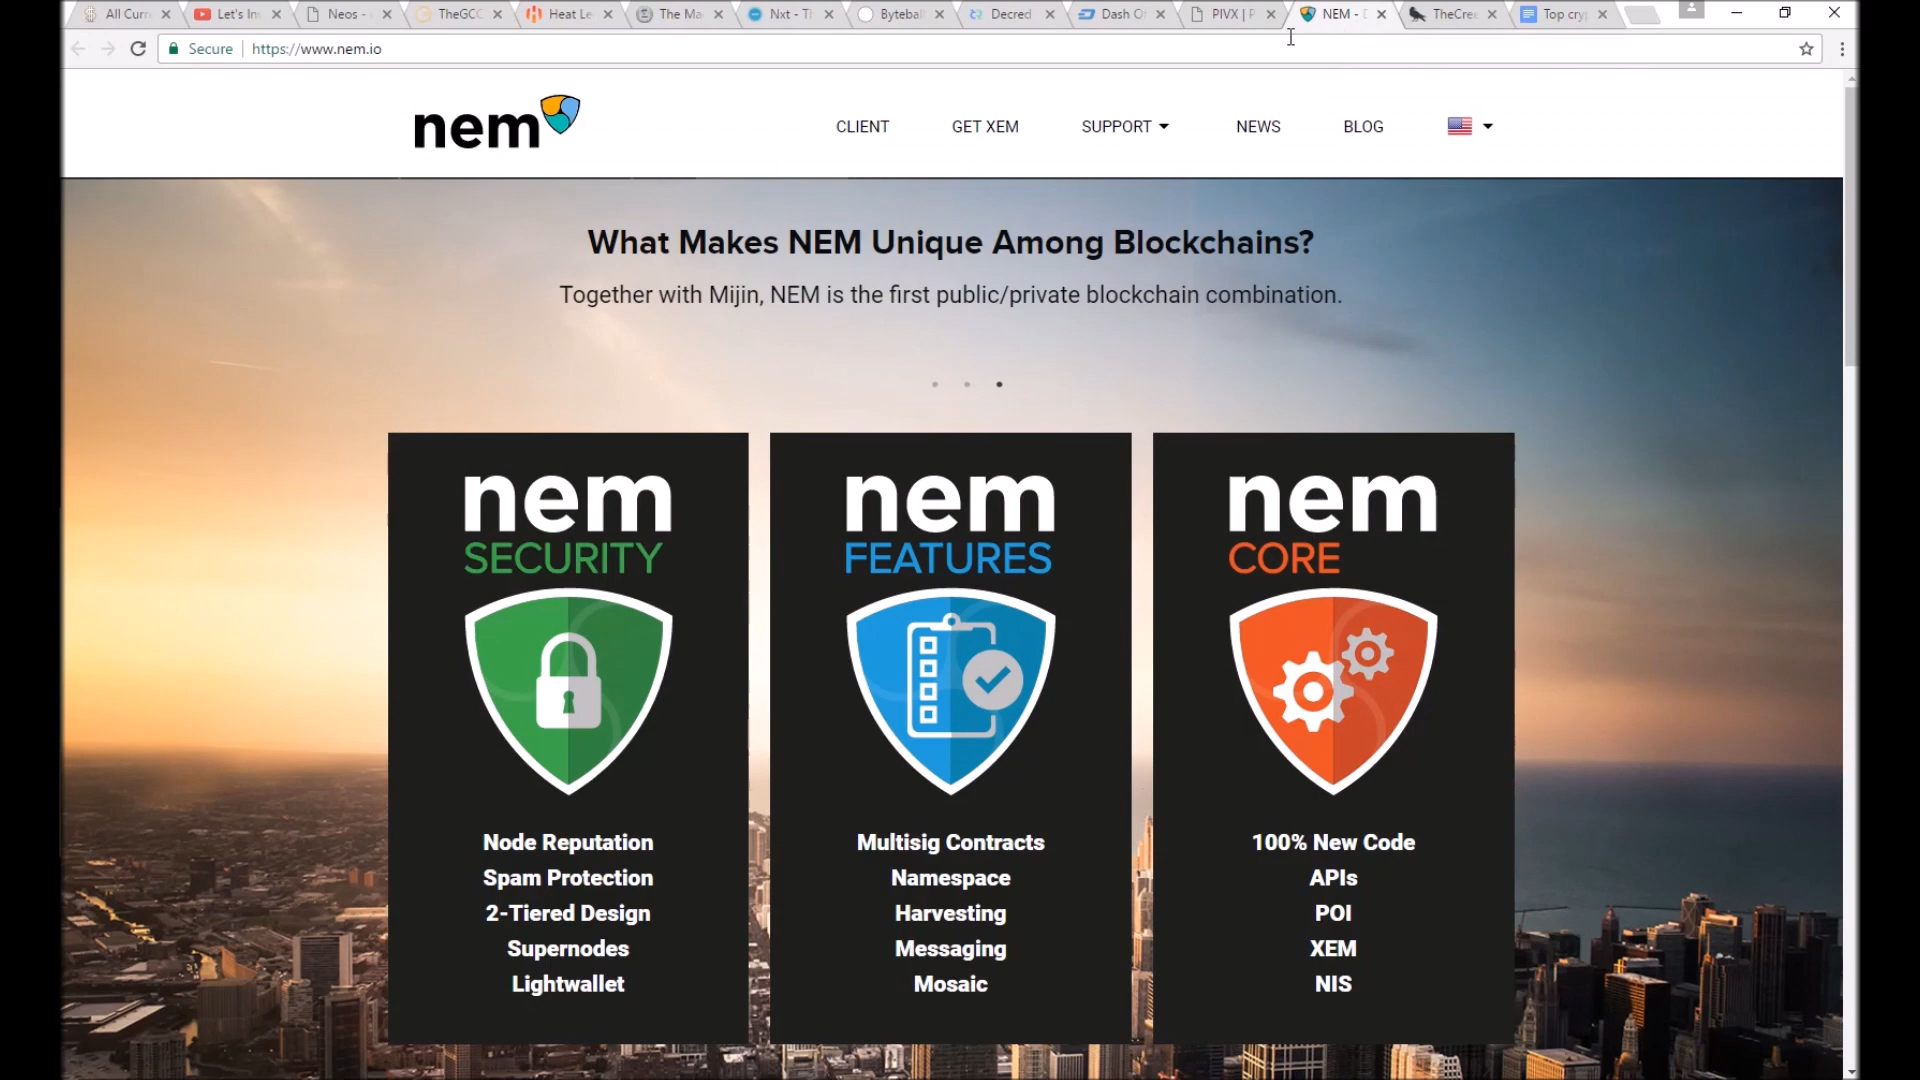 All Curr
Let's In
Neos -
TheGCC
Heat Le
The Ma
Nxt - T
Bytebal
Decred
Dash O
PIVX | P
NEM -
TheCre
Top cry
Secure
https://www.nem.io
nem
CLIENT
GET XEM
SUPPORT
NEWS
BLOG
What Makes NEM Unique Among Blockchains?
Together with Mijin, NEM is the first public/private blockchain combination.
nem
SECURITY
Node Reputation
Spam Protection
2-Tiered Design
Supernodes
Lightwallet
nem
FEATURES
Multisig Contracts
Namespace
Harvesting
Messaging
Mosaic
nem
CORE
100% New Code
APIs
POI
XEM
NIS